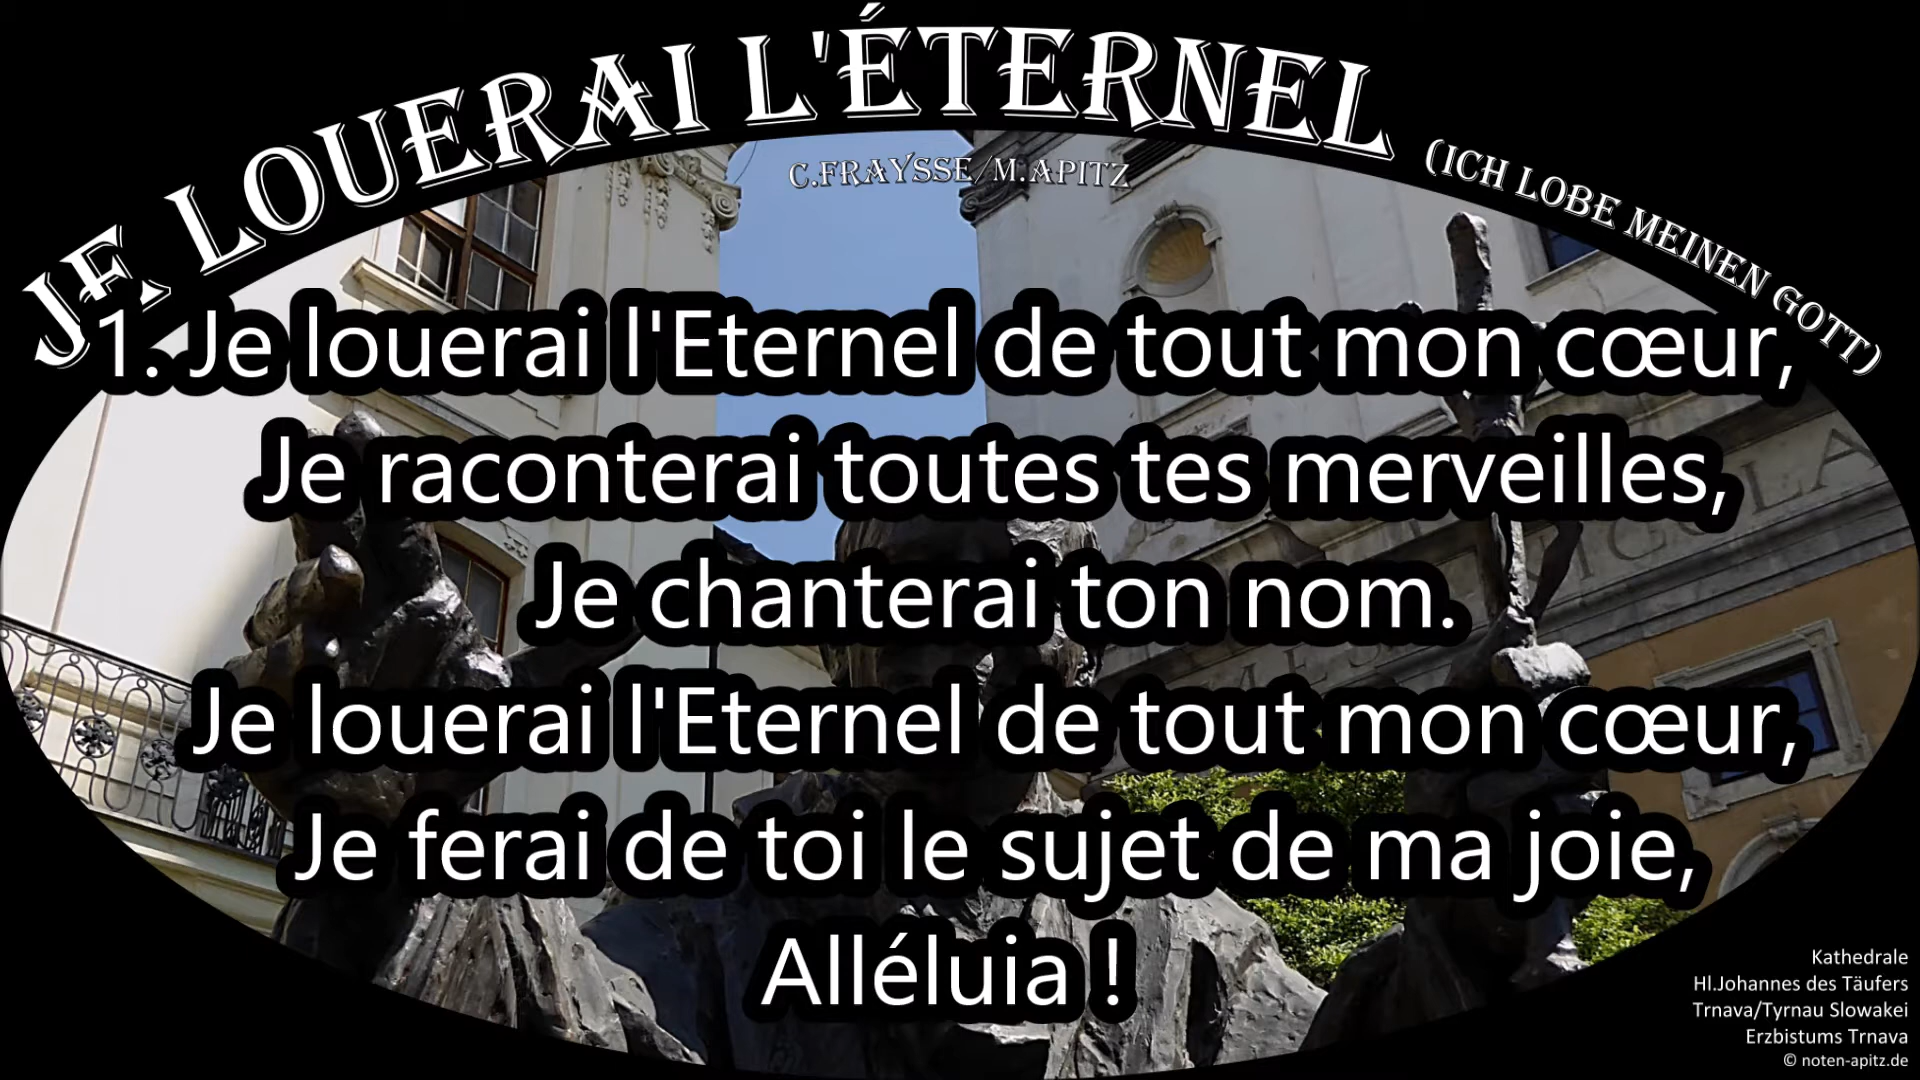 JE LOUERAI L'ÉTERNEL (ICH LOBE MEINEN GOTT)
C.FRAYSSE/M.APITZ
1. Je louerai l'Eternel de tout mon cœur,
Je raconterai toutes tes merveilles,
Je chanterai ton nom.
Je louerai l'Eternel de tout mon cœur,
Je ferai de toi le sujet de ma joie,
Alléluia !
Kathedrale
Hl.Johannes des Täufers
Trnava/Tyrnau Slowakei
Erzbistums Trnava
© noten-apitz.de